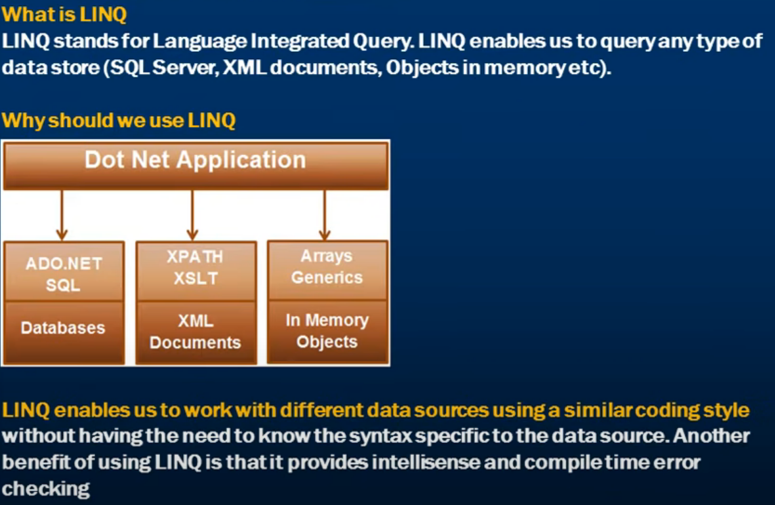 What is LINQ
LINQ stands for Language Integrated Query. LINQ enables us to query any type of
data store (SQL Server, XML documents, Objects in memory etc).
Why should we use LINQ
Dot Net Application
ADO.NET
SQL
Databases
XPATH
XSLT
XML
Documents
Arrays
Generics
In Memory
Objects
LINQ enables us to work with different data sources using a similar coding style
without having the need to know the syntax specific to the data source. Another
benefit of using LINQ is that it provides intellisense and compile time error
checking